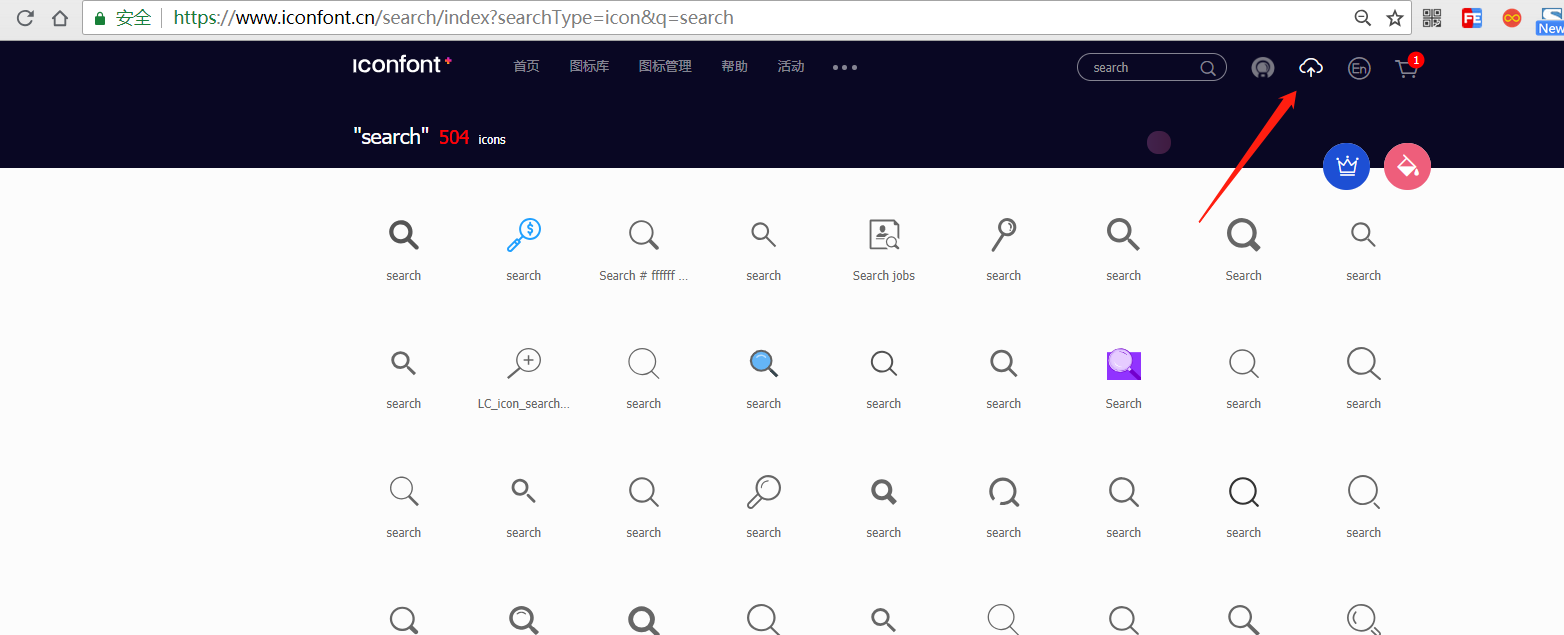 安全 https://www.iconfont.cn/search/index?searchType=icon&q=search
New
ıconfont+ 首页 图标库 图标管理 帮助 活动 search En 1
"search" 504 icons
search search Search # ffffff ... search Search jobs search search Search search
search LC_icon_search... search search search search Search search search
search search search search search search search search search